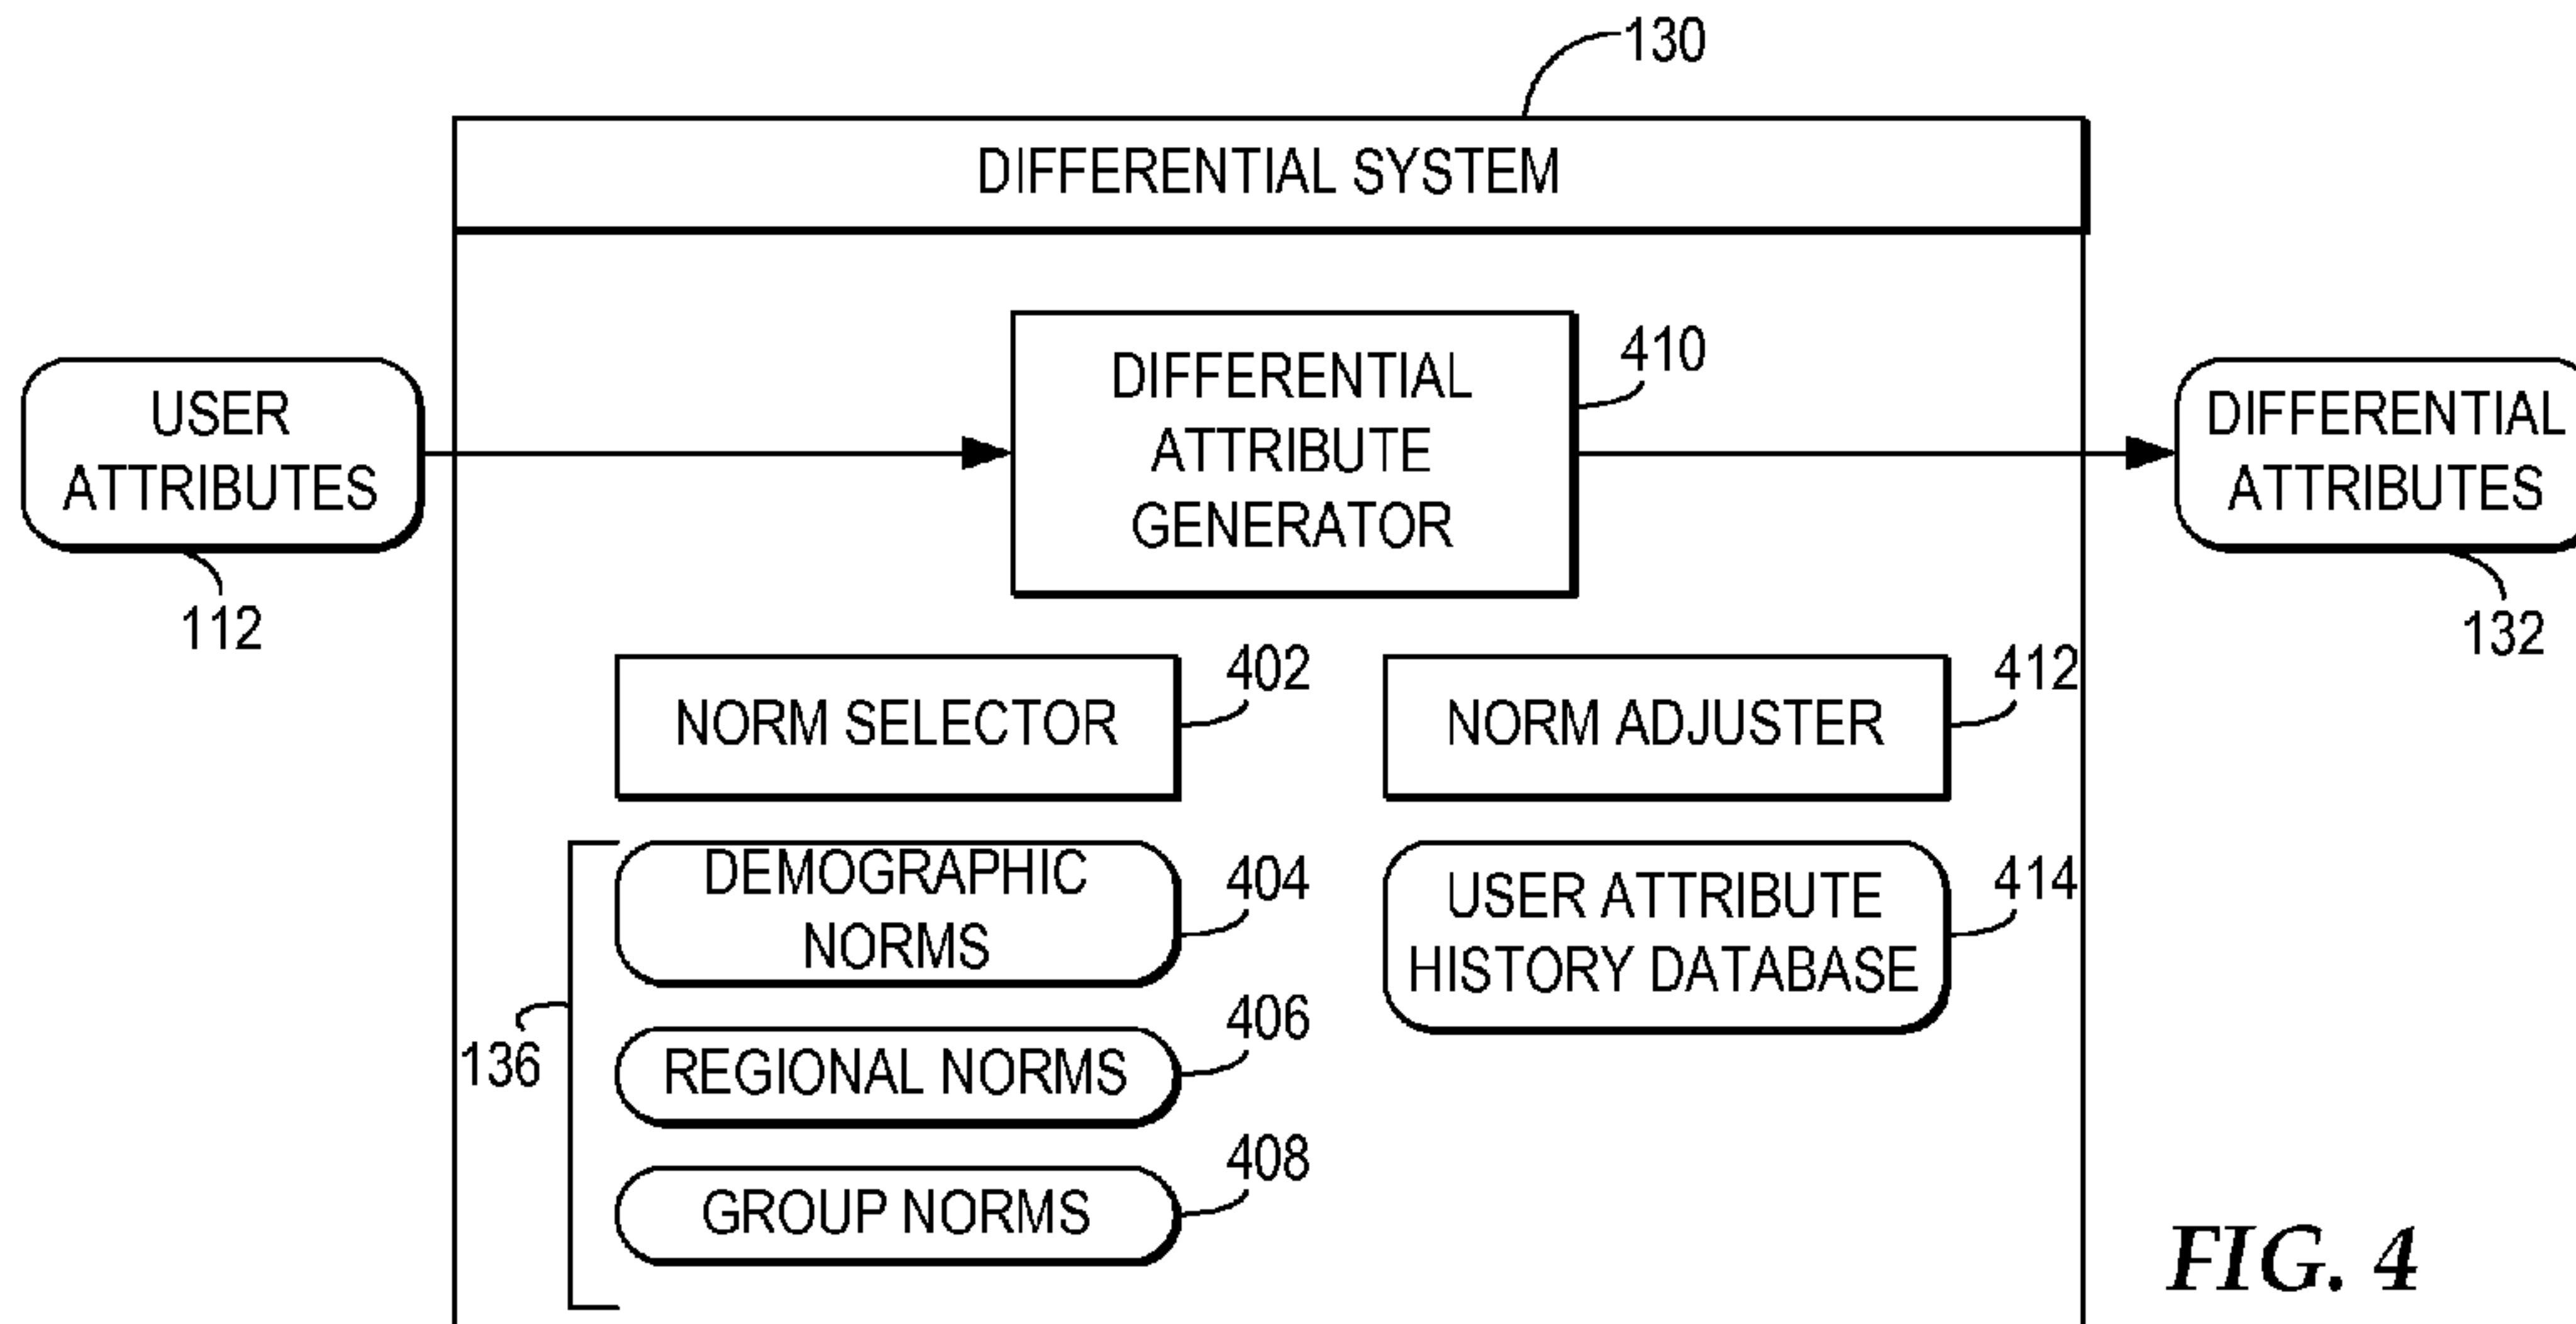 130
DIFFERENTIAL SYSTEM
USER
ATTRIBUTES
112
DIFFERENTIAL
ATTRIBUTE
GENERATOR
410
DIFFERENTIAL
ATTRIBUTES
132
NORM SELECTOR
402
NORM ADJUSTER
412
136
DEMOGRAPHIC
NORMS
404
USER ATTRIBUTE
HISTORY DATABASE
414
REGIONAL NORMS
406
GROUP NORMS
408
FIG. 4